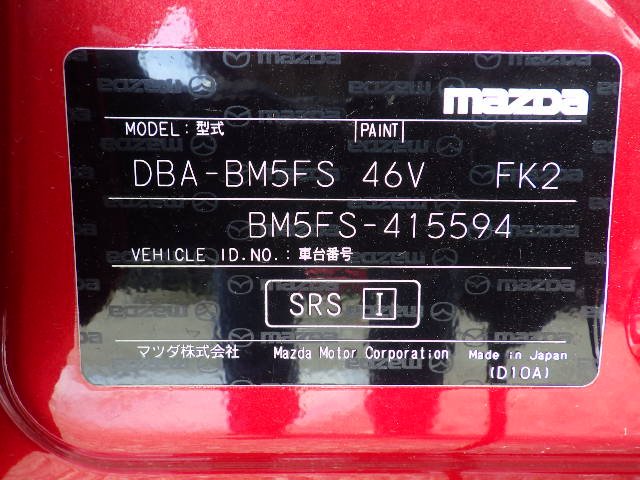 mazda
MODEL : 型式 PAINT
DBA-BM5FS 46V FK2
BM5FS-415594
VEHICLE ID.NO. : 車台番号
SRS I
マツダ株式会社 Mazda Motor Corporation Made in Japan
(D10A)